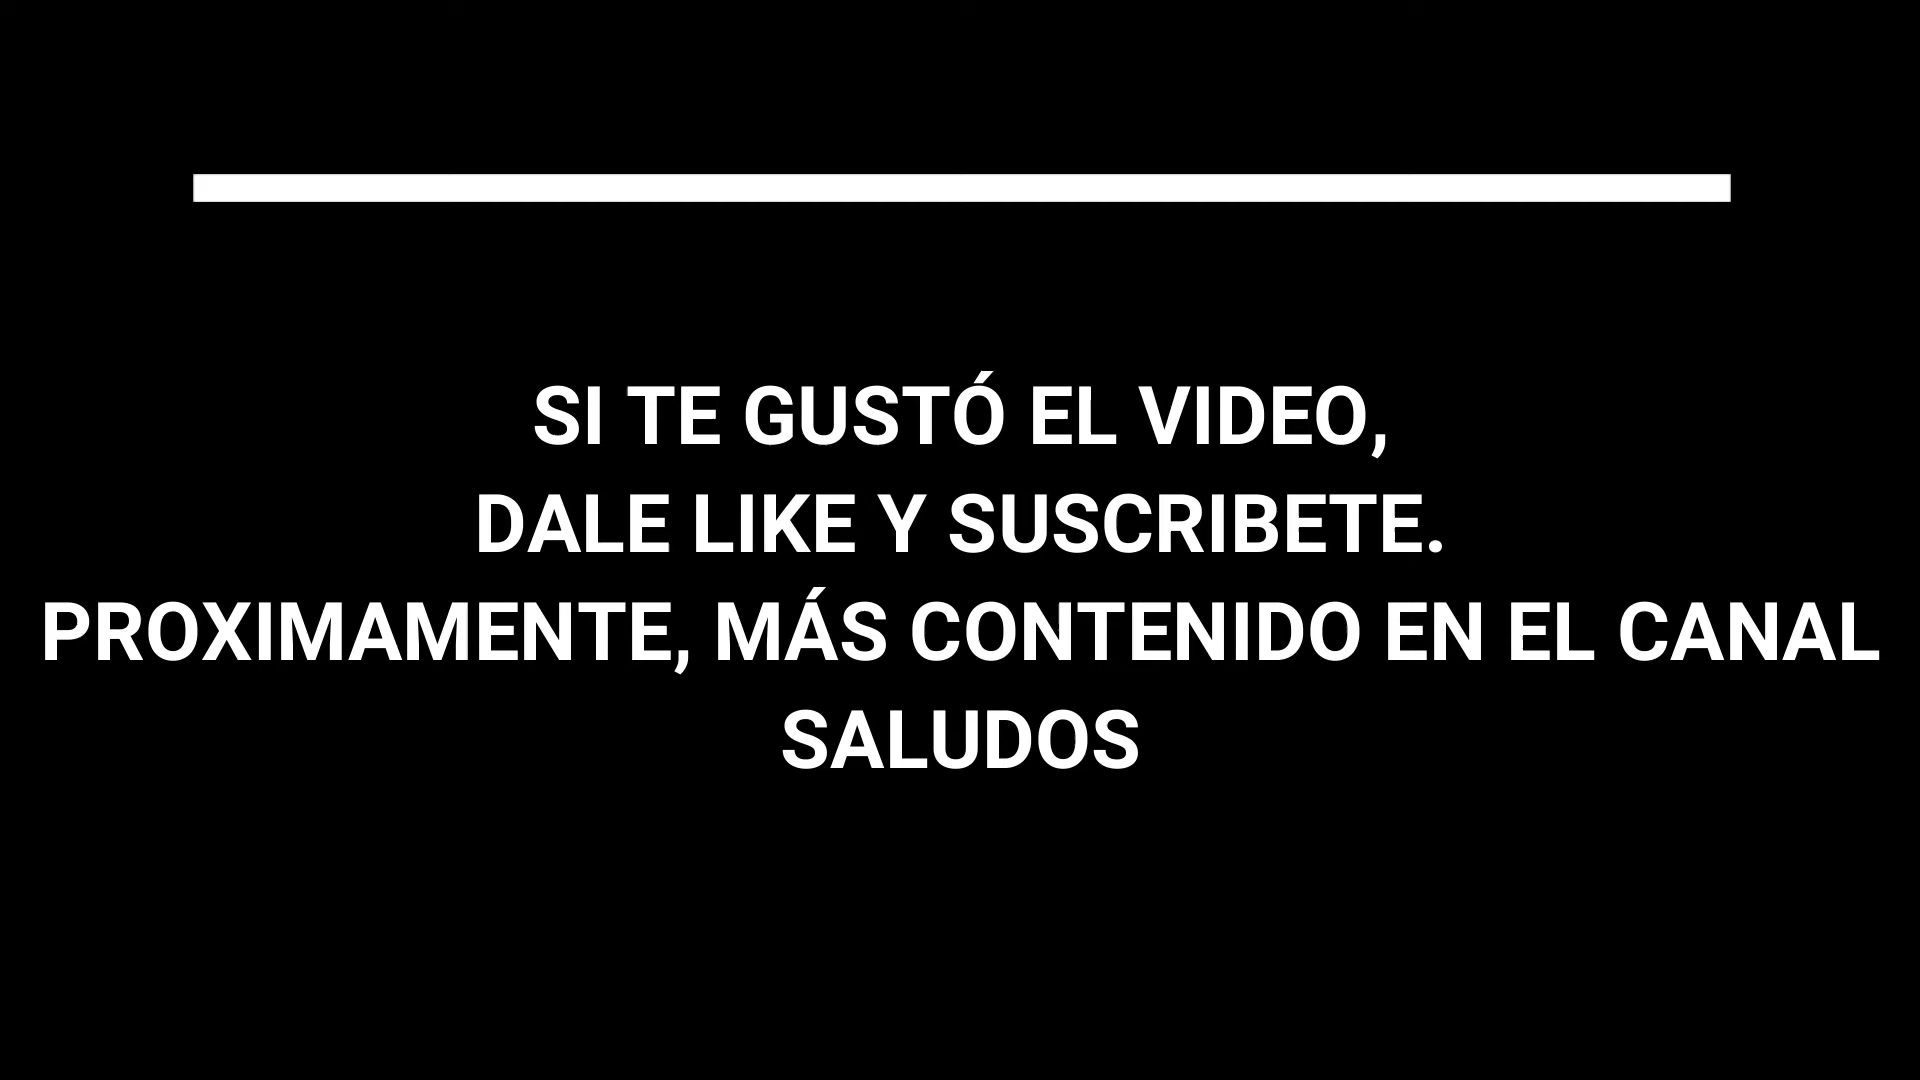 SI TE GUSTÓ EL VIDEO,
DALE LIKE Y SUSCRIBETE.
PROXIMAMENTE, MÁS CONTENIDO EN EL CANAL
SALUDOS